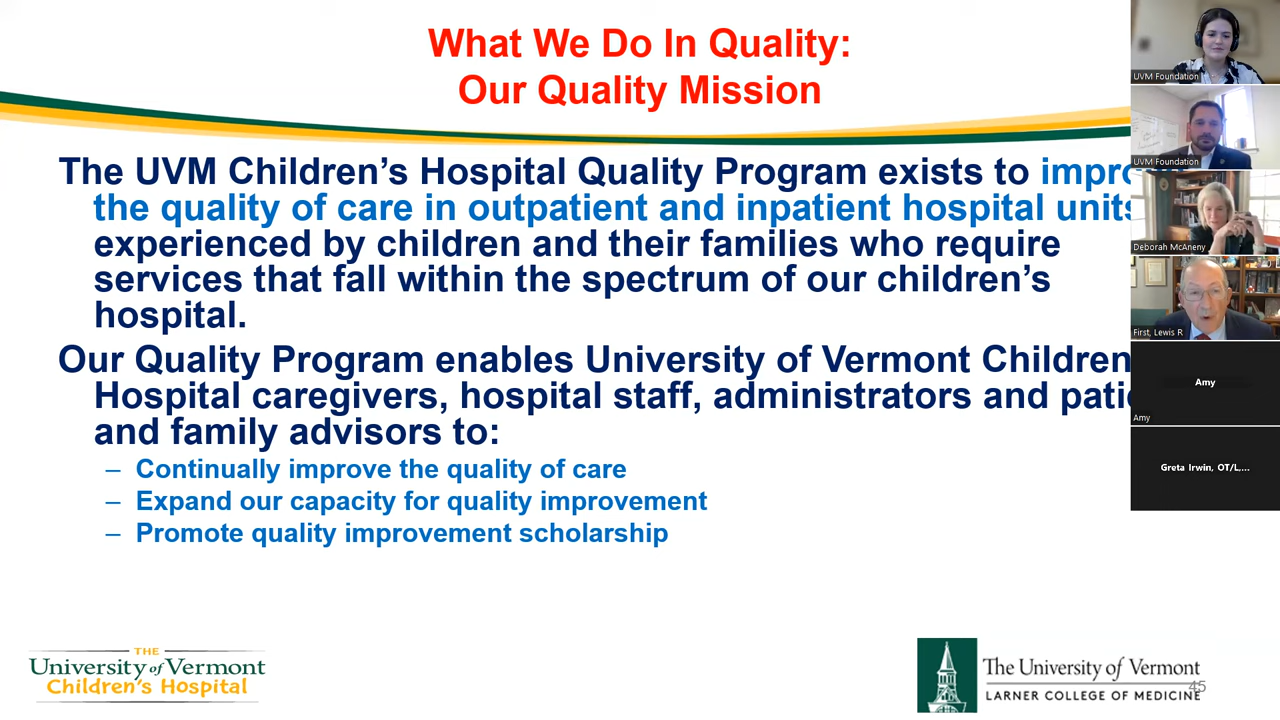 What We Do In Quality:
Our Quality Mission
The UVM Children's Hospital Quality Program exists to
the quality of care in outpatient and inpatient hospital units
experienced by children and their families who require
services that fall within the spectrum of our children's
hospital.
Our Quality Program enables University of Vermont Children
Hospital caregivers, hospital staff, administrators and
and family advisors to:
– Continually improve the quality of care
– Expand our capacity for quality improvement
– Promote quality improvement scholarship
THE
University of Vermont
Children's Hospital
The University of Vermont
LARNER COLLEGE OF MEDICINE
45
UVM Foundation
UVM Foundation
Deborah McAneny
First, Lewis R
Amy
Amy
Greta Irwin, OT/L,...